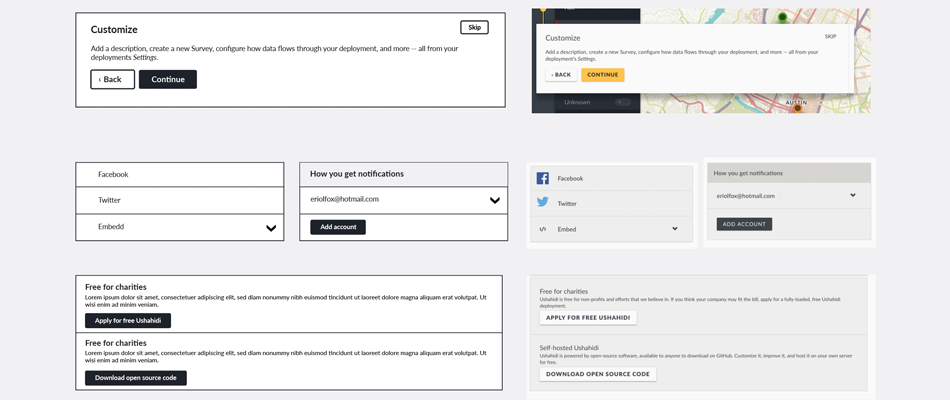 Customize
Skip
Add a description, create a new Survey, configure how data flows through your deployment, and more -- all from your
deployments Settings.
‹ Back
Continue
Customize
SKIP
Add a description, create a new Survey, configure how data flows through your deployment, and more -- all from your
deployment's Settings.
‹ BACK
CONTINUE
Unknown
AUSTIN
Facebook
Twitter
Embedd
How you get notifications
eriolfox@hotmail.com
Add account
Facebook
Twitter
Embed
How you get notifications
eriolfox@hotmail.com
ADD ACCOUNT
Free for charities
Lorem ipsum dolor sit amet, consectetuer adipiscing elit, sed diam nonummy nibh euismod tincidunt ut laoreet dolore magna aliquam erat volutpat. Ut
wisi enim ad minim veniam.
Apply for free Ushahidi
Free for charities
Lorem ipsum dolor sit amet, consectetuer adipiscing elit, sed diam nonummy nibh euismod tincidunt ut laoreet dolore magna aliquam erat volutpat. Ut
wisi enim ad minim veniam.
Download open source code
Free for charities
Ushahidi is free for non-profits and efforts that we believe in. If you think your company may fit the bill, apply for a fully-loaded, free Ushahidi
deployment.
APPLY FOR FREE USHAHIDI
Self-hosted Ushahidi
Ushahidi is powered by open-source software, available to anyone to download on GitHub. Customize it, improve it, and host it on your own server
for free.
DOWNLOAD OPEN SOURCE CODE